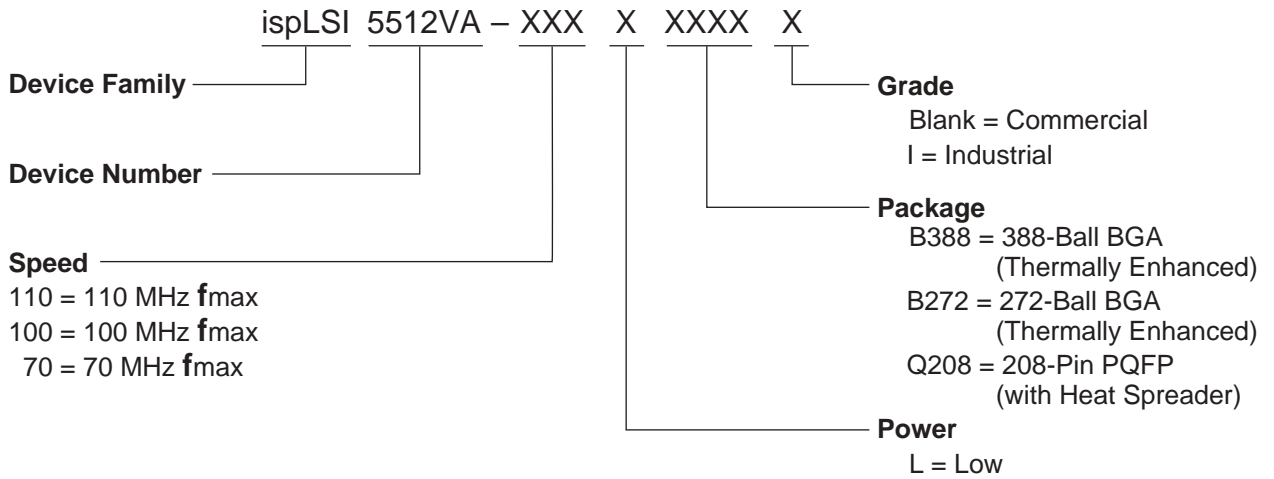 ispLSI 5512VA – XXX X XXXX X
Device Family
Device Number
Speed
110 = 110 MHz fmax
100 = 100 MHz fmax
70 = 70 MHz fmax
Grade
Blank = Commercial
I = Industrial
Package
B388 = 388-Ball BGA
(Thermally Enhanced)
B272 = 272-Ball BGA
(Thermally Enhanced)
Q208 = 208-Pin PQFP
(with Heat Spreader)
Power
L = Low